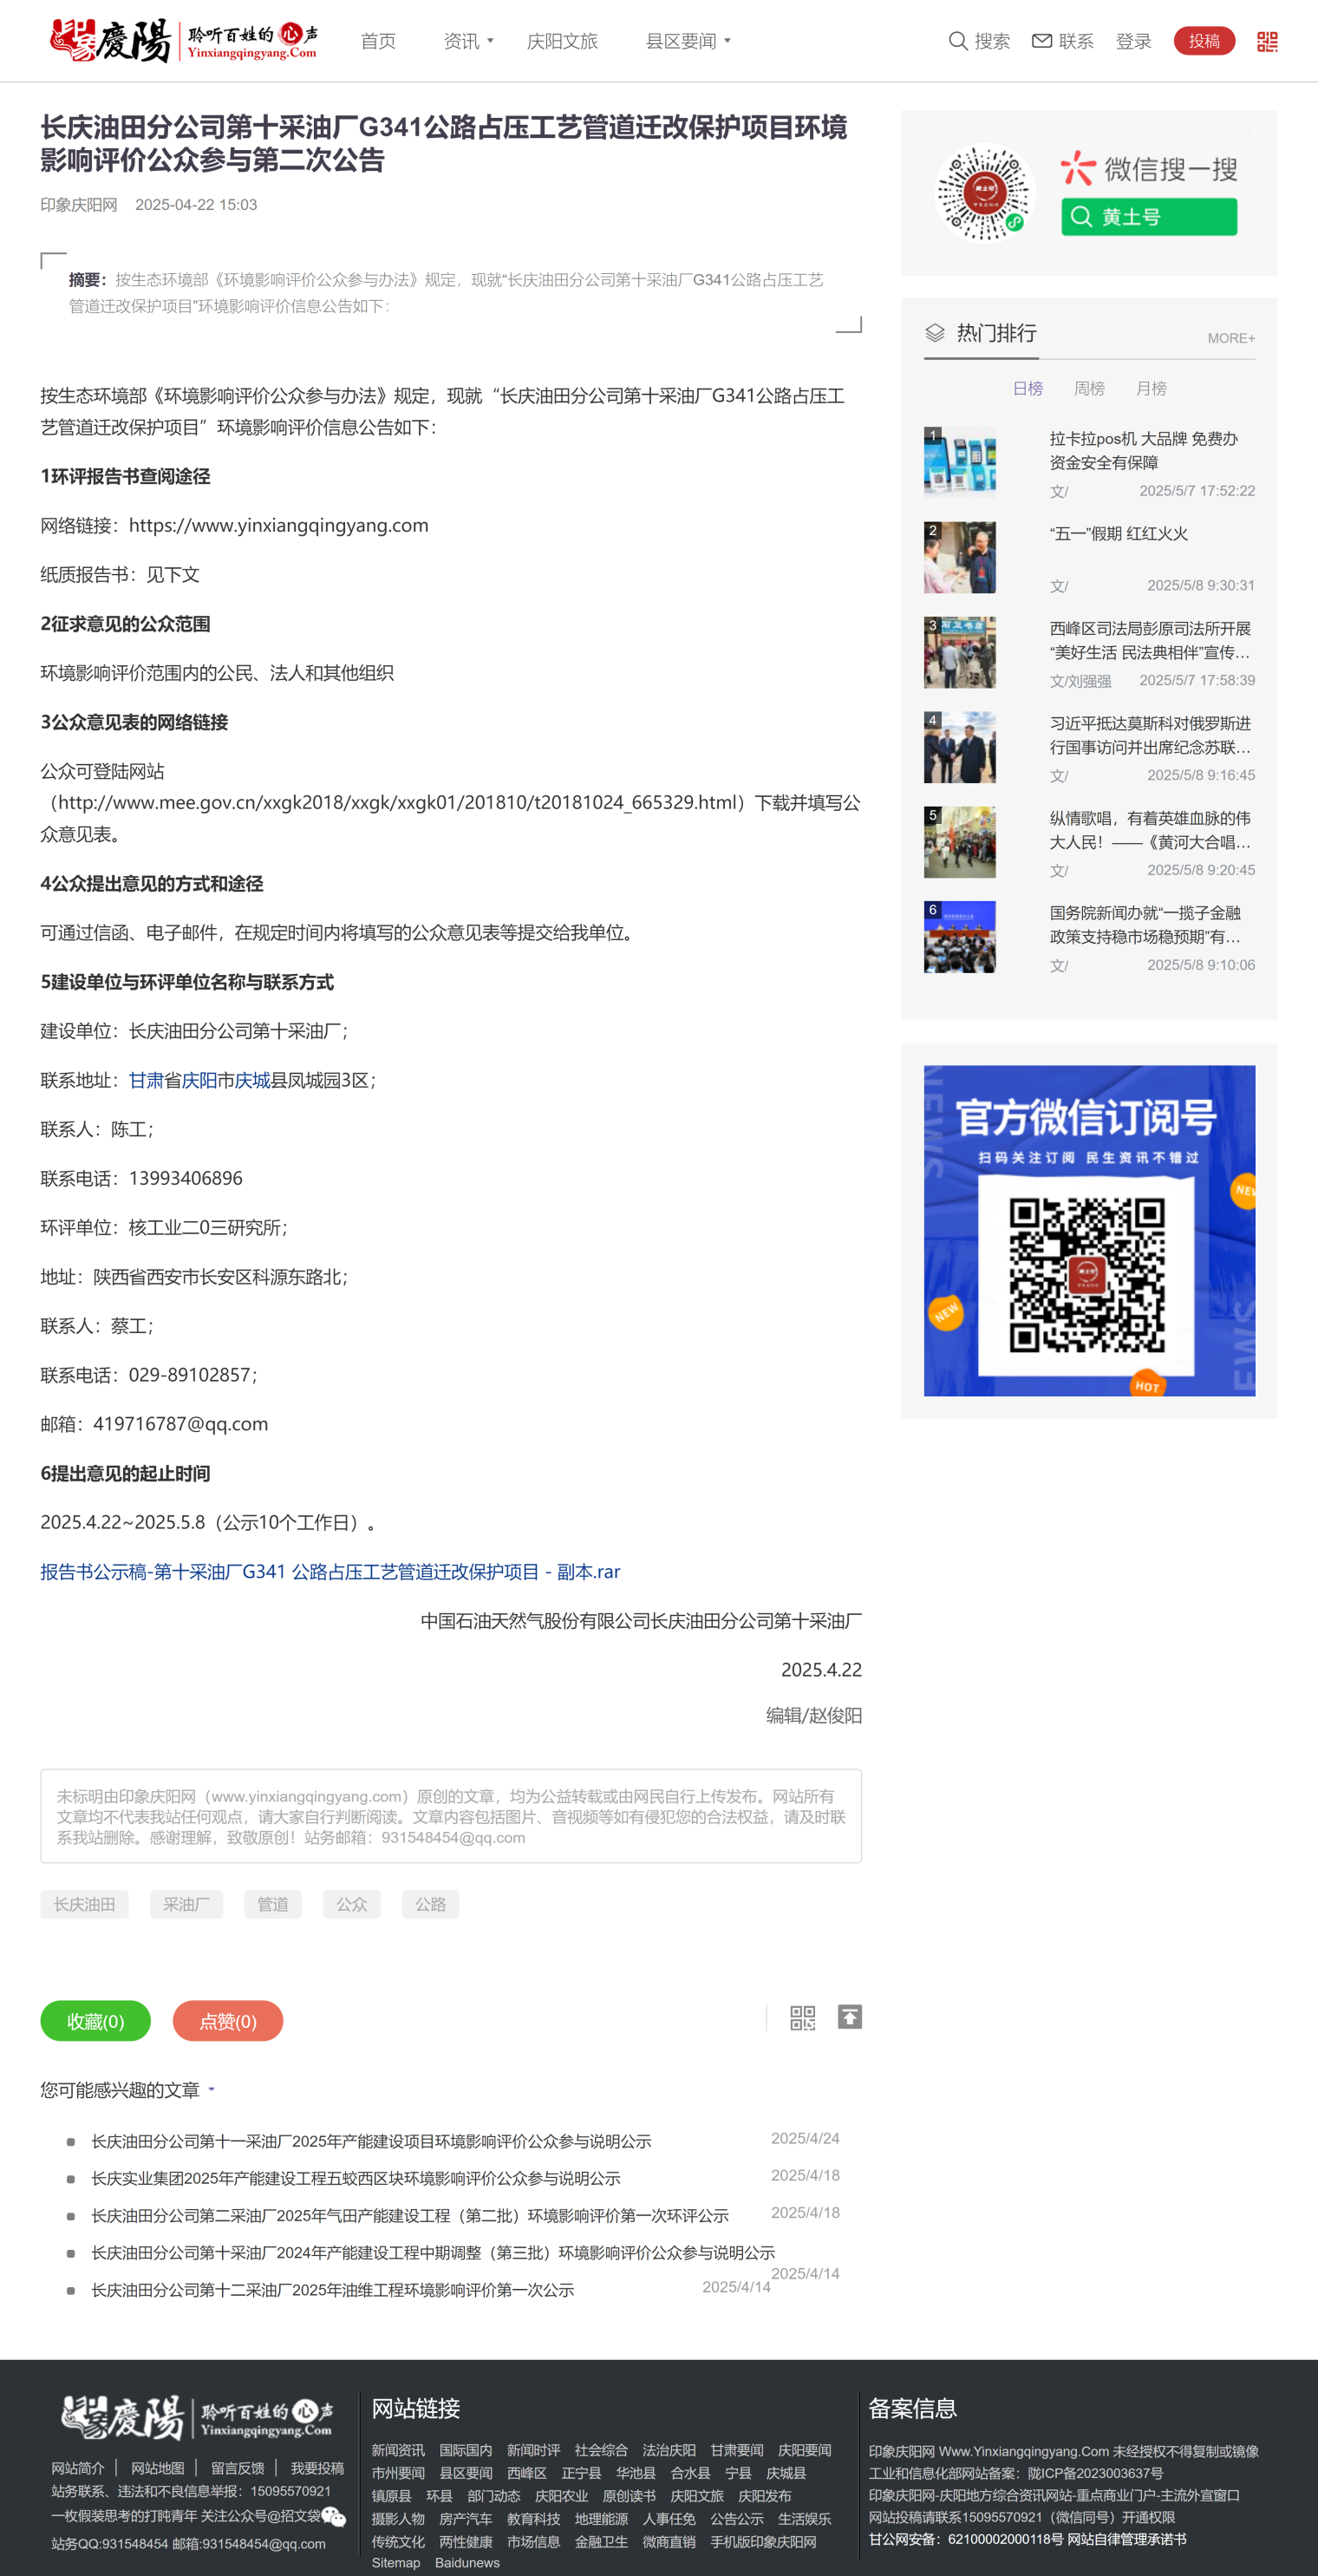 印象慶陽 聆听百姓的心声
Yinxiangqingyang.Com
首页 资讯 庆阳文旅 县区要闻 搜索 联系 登录 投稿
长庆油田分公司第十采油厂G341公路占压工艺管道迁改保护项目环境
影响评价公众参与第二次公告
印象庆阳网 2025-04-22 15:03
摘要：按生态环境部《环境影响评价公众参与办法》规定，现就“长庆油田分公司第十采油厂G341公路占压工艺
管道迁改保护项目”环境影响评价信息公告如下：
按生态环境部《环境影响评价公众参与办法》规定，现就“长庆油田分公司第十采油厂G341公路占压工
艺管道迁改保护项目”环境影响评价信息公告如下：
1环评报告书查阅途径
网络链接：https://www.yinxiangqingyang.com
纸质报告书：见下文
2征求意见的公众范围
环境影响评价范围内的公民、法人和其他组织
3公众意见表的网络链接
公众可登陆网站
（http://www.mee.gov.cn/xxgk2018/xxgk/xxgk01/201810/t20181024_665329.html）下载并填写公
众意见表。
4公众提出意见的方式和途径
可通过信函、电子邮件，在规定时间内将填写的公众意见表等提交给我单位。
5建设单位与环评单位名称与联系方式
建设单位：长庆油田分公司第十采油厂；
联系地址：甘肃省庆阳市庆城县凤城园3区；
联系人：陈工；
联系电话：13993406896
环评单位：核工业二0三研究所；
地址：陕西省西安市长安区科源东路北；
联系人：蔡工；
联系电话：029-89102857；
邮箱：419716787@qq.com
6提出意见的起止时间
2025.4.22~2025.5.8（公示10个工作日）。
报告书公示稿-第十采油厂G341 公路占压工艺管道迁改保护项目 - 副本.rar
中国石油天然气股份有限公司长庆油田分公司第十采油厂
2025.4.22
编辑/赵俊阳
未标明由印象庆阳网（www.yinxiangqingyang.com）原创的文章，均为公益转载或由网民自行上传发布。网站所有
文章均不代表我站任何观点，请大家自行判断阅读。文章内容包括图片、音视频等如有侵犯您的合法权益，请及时联
系我站删除。感谢理解，致敬原创！站务邮箱：931548454@qq.com
长庆油田 采油厂 管道 公众 公路
收藏(0) 点赞(0)
您可能感兴趣的文章
长庆油田分公司第十一采油厂2025年产能建设项目环境影响评价公众参与说明公示 2025/4/24
长庆实业集团2025年产能建设工程五蛟西区块环境影响评价公众参与说明公示 2025/4/18
长庆油田分公司第二采油厂2025年气田产能建设工程（第二批）环境影响评价第一次环评公示 2025/4/18
长庆油田分公司第十采油厂2024年产能建设工程中期调整（第三批）环境影响评价公众参与说明公示
2025/4/14
长庆油田分公司第十二采油厂2025年油维工程环境影响评价第一次公示 2025/4/14
微信搜一搜
黄土号
热门排行 MORE+
日榜 周榜 月榜
1
拉卡拉pos机 大品牌 免费办
资金安全有保障
文/ 2025/5/7 17:52:22
2
“五一”假期 红红火火
文/ 2025/5/8 9:30:31
3
西峰区司法局彭原司法所开展
“美好生活 民法典相伴”宣传…
文/刘强强 2025/5/7 17:58:39
4
习近平抵达莫斯科对俄罗斯进
行国事访问并出席纪念苏联…
文/ 2025/5/8 9:16:45
5
纵情歌唱，有着英雄血脉的伟
大人民！——《黄河大合唱…
文/ 2025/5/8 9:20:45
6
国务院新闻办就“一揽子金融
政策支持稳市场稳预期”有…
文/ 2025/5/8 9:10:06
NEWS
官方微信订阅号
扫码关注订阅 民生资讯不错过
NEW
NEW
HOT
印象慶陽 聆听百姓的心声
Yinxiangqingyang.Com
网站简介 网站地图 留言反馈 我要投稿
站务联系、违法和不良信息举报：15095570921
一枚假装思考的打盹青年 关注公众号@招文袋
站务QQ:931548454 邮箱:931548454@qq.com
网站链接
新闻资讯 国际国内 新闻时评 社会综合 法治庆阳 甘肃要闻 庆阳要闻
市州要闻 县区要闻 西峰区 正宁县 华池县 合水县 宁县 庆城县
镇原县 环县 部门动态 庆阳农业 原创读书 庆阳文旅 庆阳发布
摄影人物 房产汽车 教育科技 地理能源 人事任免 公告公示 生活娱乐
传统文化 两性健康 市场信息 金融卫生 微商直销 手机版印象庆阳网
Sitemap Baidunews
备案信息
印象庆阳网 Www.Yinxiangqingyang.Com 未经授权不得复制或镜像
工业和信息化部网站备案：陇ICP备2023003637号
印象庆阳网-庆阳地方综合资讯网站-重点商业门户-主流外宣窗口
网站投稿请联系15095570921（微信同号）开通权限
甘公网安备：62100002000118号 网站自律管理承诺书